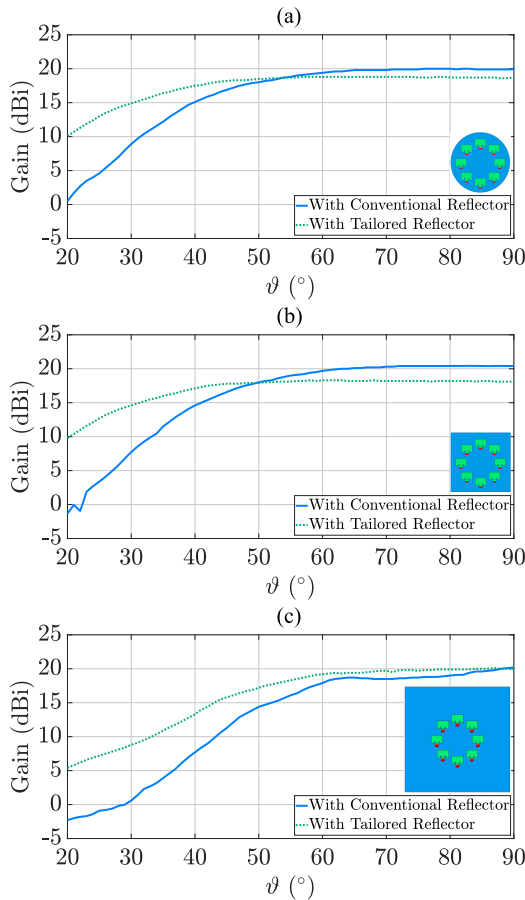 (a)
25
20
15
10
5
0
-5
Gain (dBi)
With Conventional Reflector
With Tailored Reflector
20 30 40 50 60 70 80 90
ϑ (°)
(b)
25
20
15
10
5
0
-5
Gain (dBi)
With Conventional Reflector
With Tailored Reflector
20 30 40 50 60 70 80 90
ϑ (°)
(c)
25
20
15
10
5
0
-5
Gain (dBi)
With Conventional Reflector
With Tailored Reflector
20 30 40 50 60 70 80 90
ϑ (°)